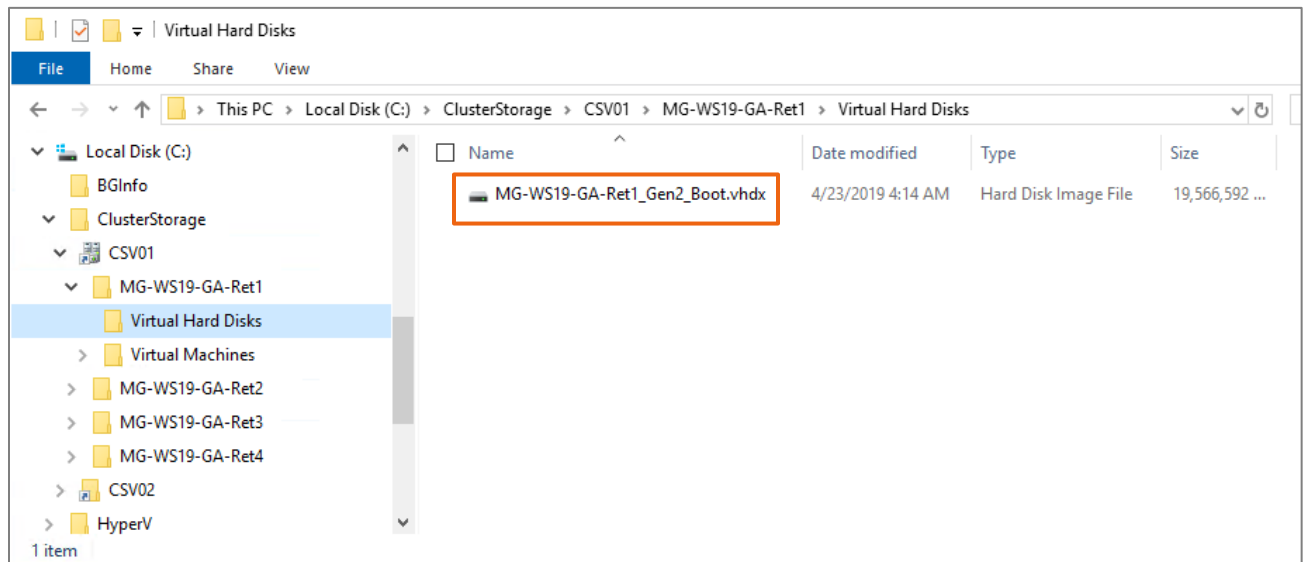 Virtual Hard Disks
File Home Share View
This PC > Local Disk (C:) > ClusterStorage > CSV01 > MG-WS19-GA-Ret1 > Virtual Hard Disks
Local Disk (C:)
BGInfo
ClusterStorage
CSV01
MG-WS19-GA-Ret1
Virtual Hard Disks
Virtual Machines
MG-WS19-GA-Ret2
MG-WS19-GA-Ret3
MG-WS19-GA-Ret4
CSV02
HyperV
Name Date modified Type Size
MG-WS19-GA-Ret1_Gen2_Boot.vhdx 4/23/2019 4:14 AM Hard Disk Image File 19,566,592 ...
1 item